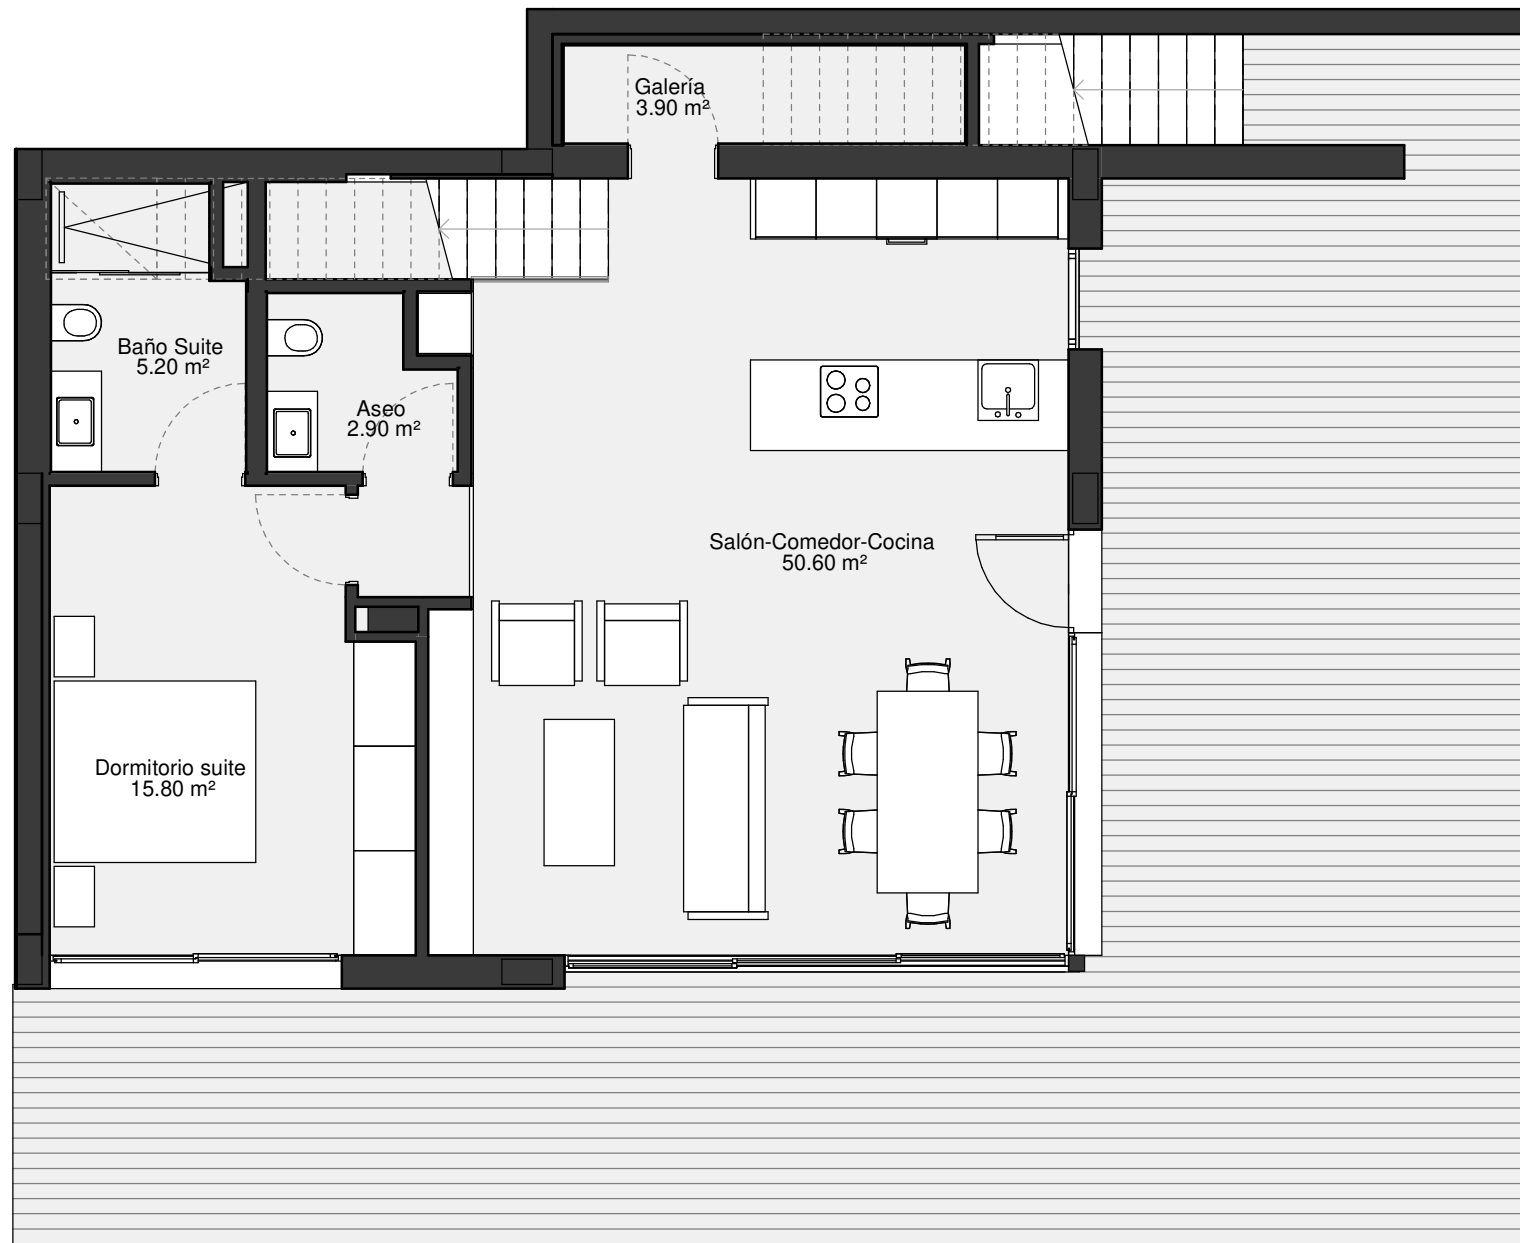 Galería
3.90 m²
Baño Suite
5.20 m²
Aseo
2.90 m²
Salón-Comedor-Cocina
50.60 m²
Dormitorio suite
15.80 m²